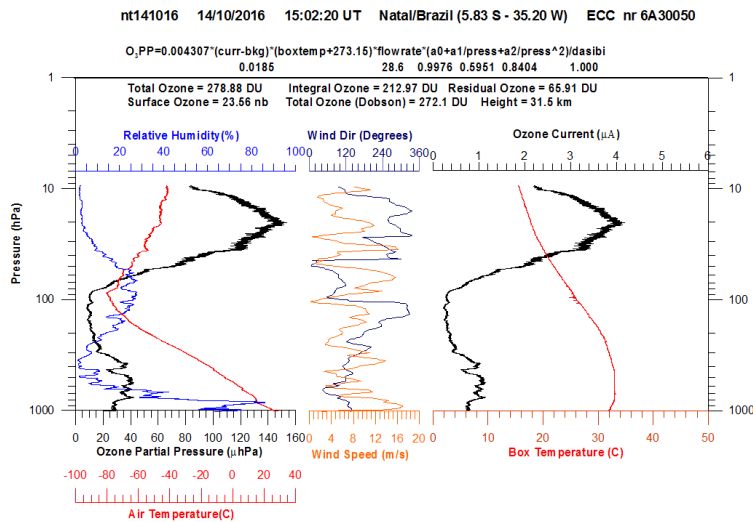 nt141016 14/10/2016 15:02:20 UT Natal/Brazil (5.83 S - 35.20 W) ECC nr 6A30050
O3PP=0.004307*(curr-bkg)*(boxtemp+273.15)*flowrate*(a0+a1/press+a2/press^2)/dasibi
0.0185 28.6 0.9976 0.5951 0.8404 1.000
1 1
Total Ozone = 278.88 DU Integral Ozone = 212.97 DU Residual Ozone = 65.91 DU
Surface Ozone = 23.56 nb Total Ozone (Dobson) = 272.1 DU Height = 31.5 km
Relative Humidity(%) Wind Dir (Degrees) Ozone Current (µA)
0 20 40 60 80 100 0 120 240 360 0 1 2 3 4 5 6
10 10
Pressure (hPa)
100 100
1000 1000
0 20 40 60 80 100 120 140 160 0 4 8 12 16 20 0 10 20 30 40 50
Ozone Partial Pressure (µhPa) Wind Speed (m/s) Box Temperature (C)
-100 -80 -60 -40 -20 0 20 40
Air Temperature(C)